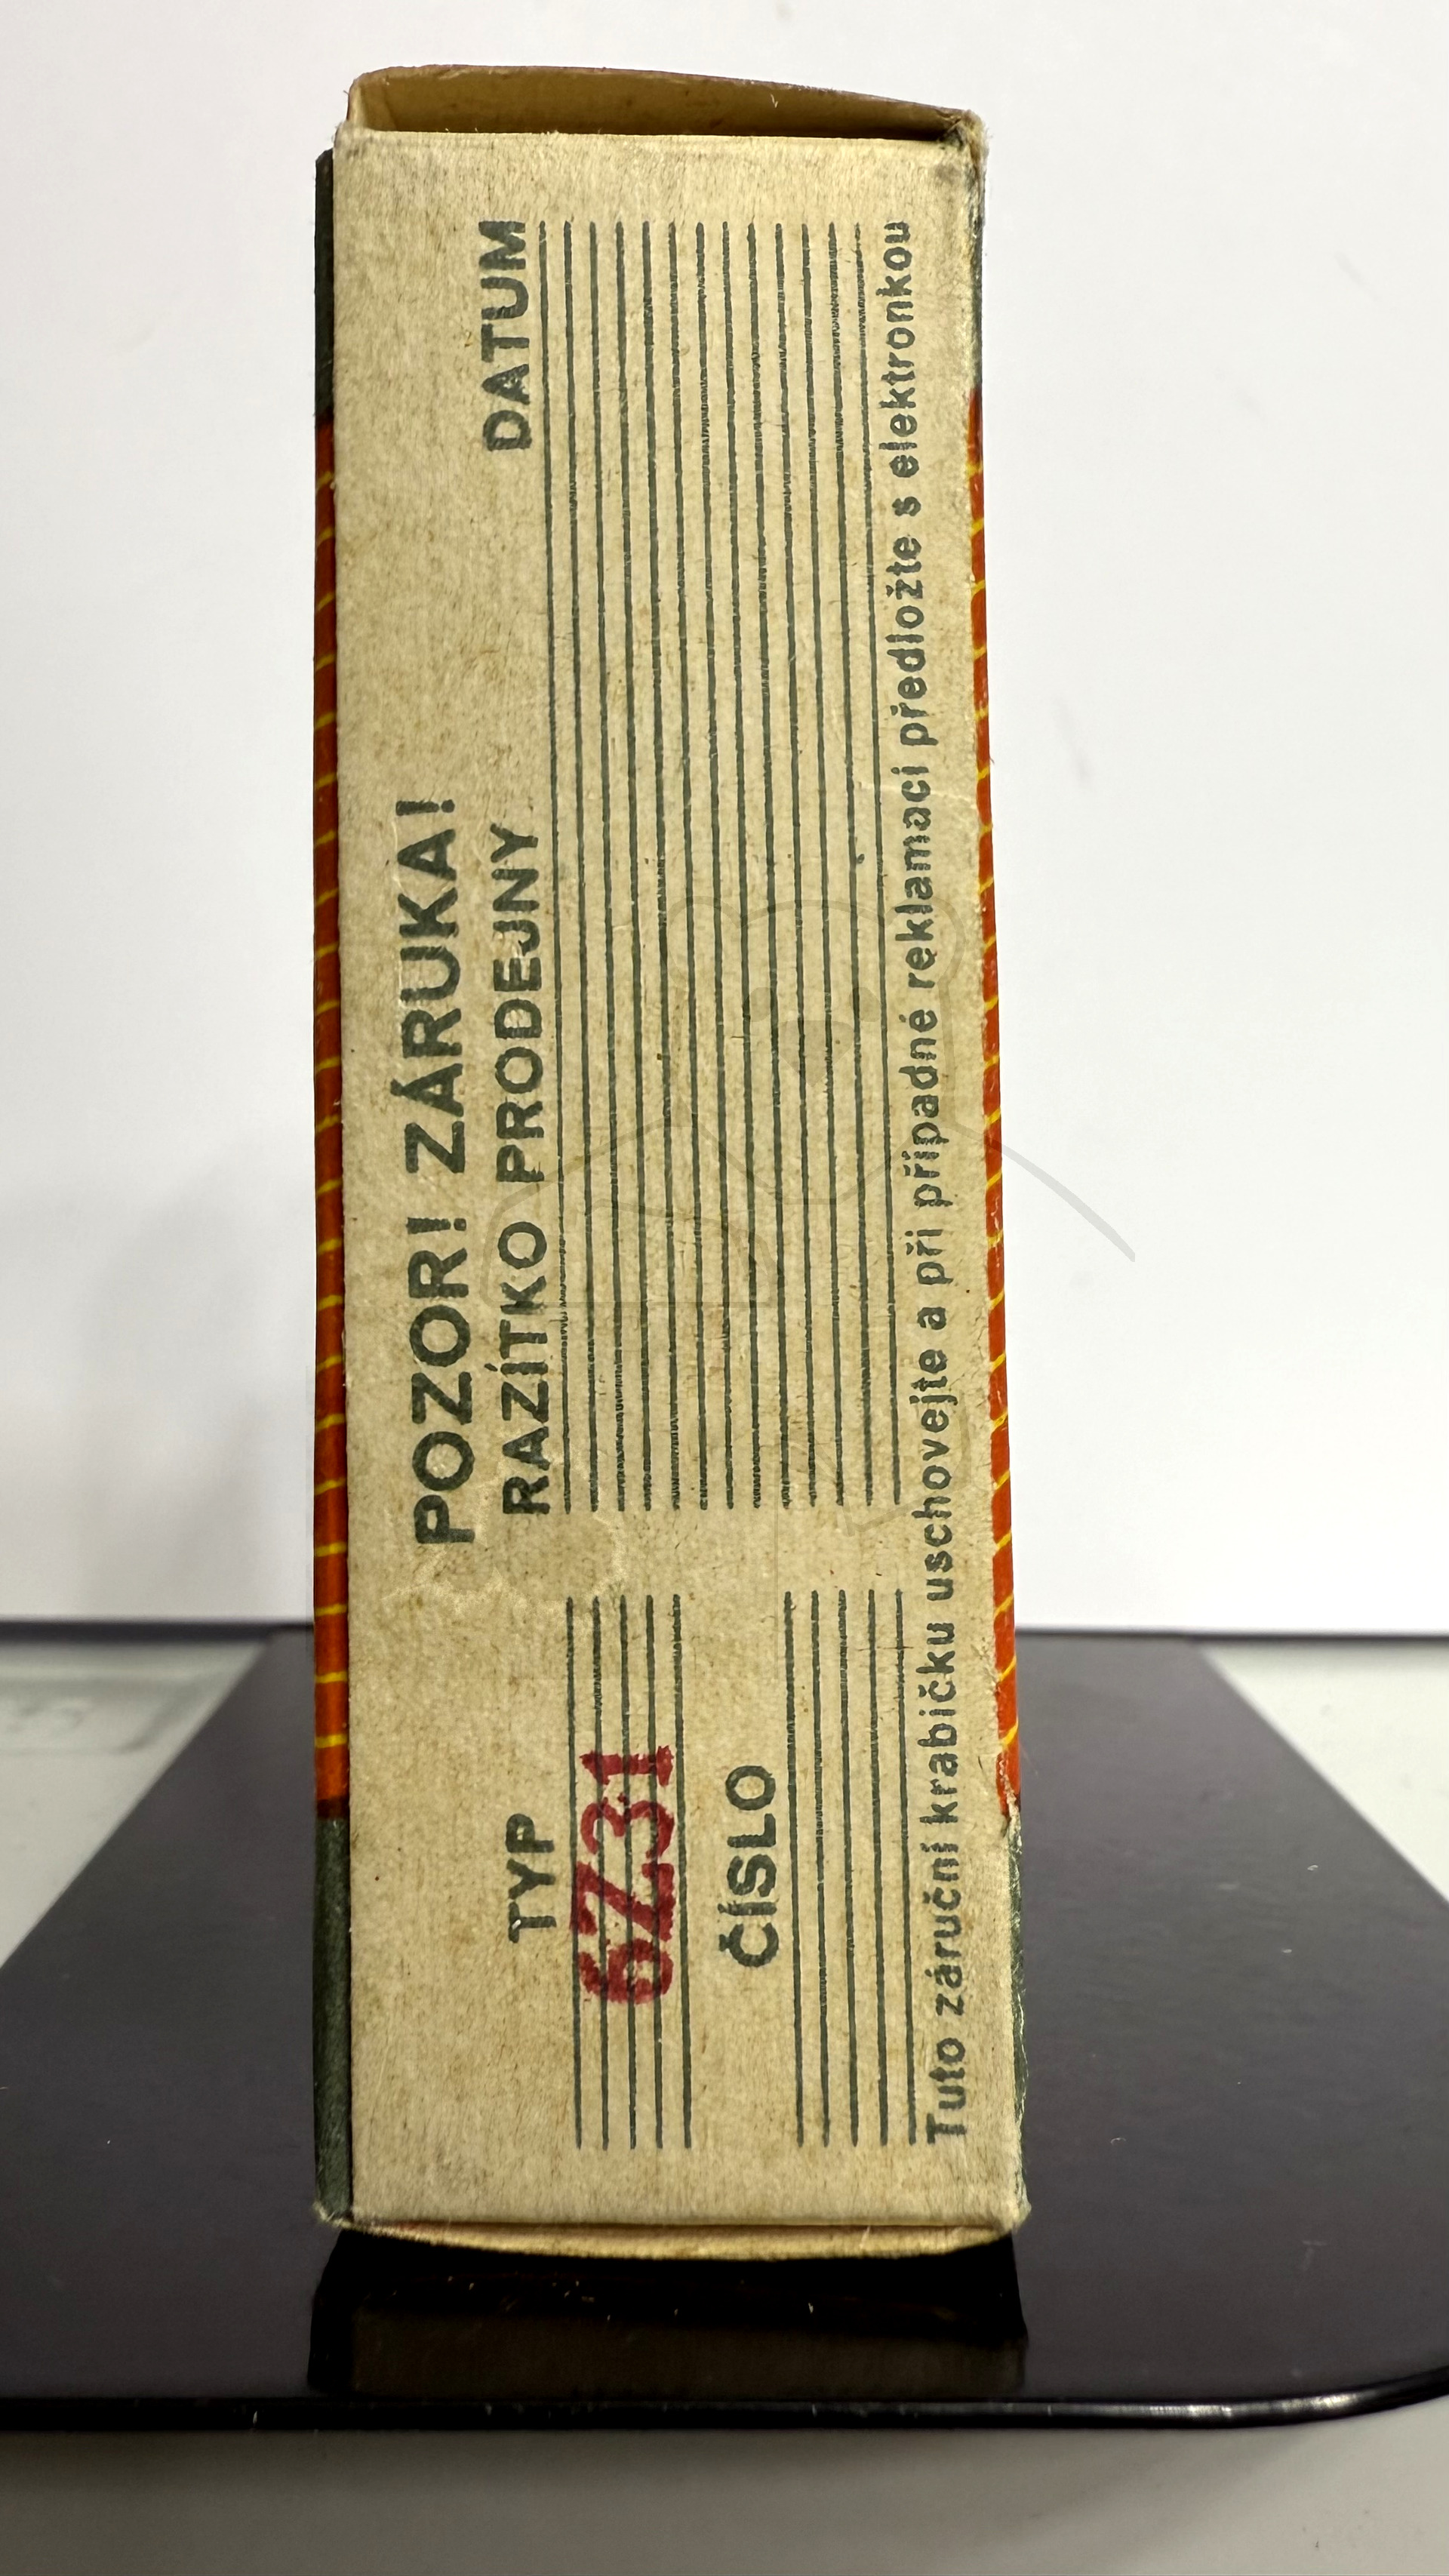 POZOR! ZÁRUKA!
TYP
RAZÍTKO PRODEJNY
DATUM
6Z31
ČÍSLO
Tuto záruční krabičku uschovejte a při případné reklamaci předložte s elektronkou